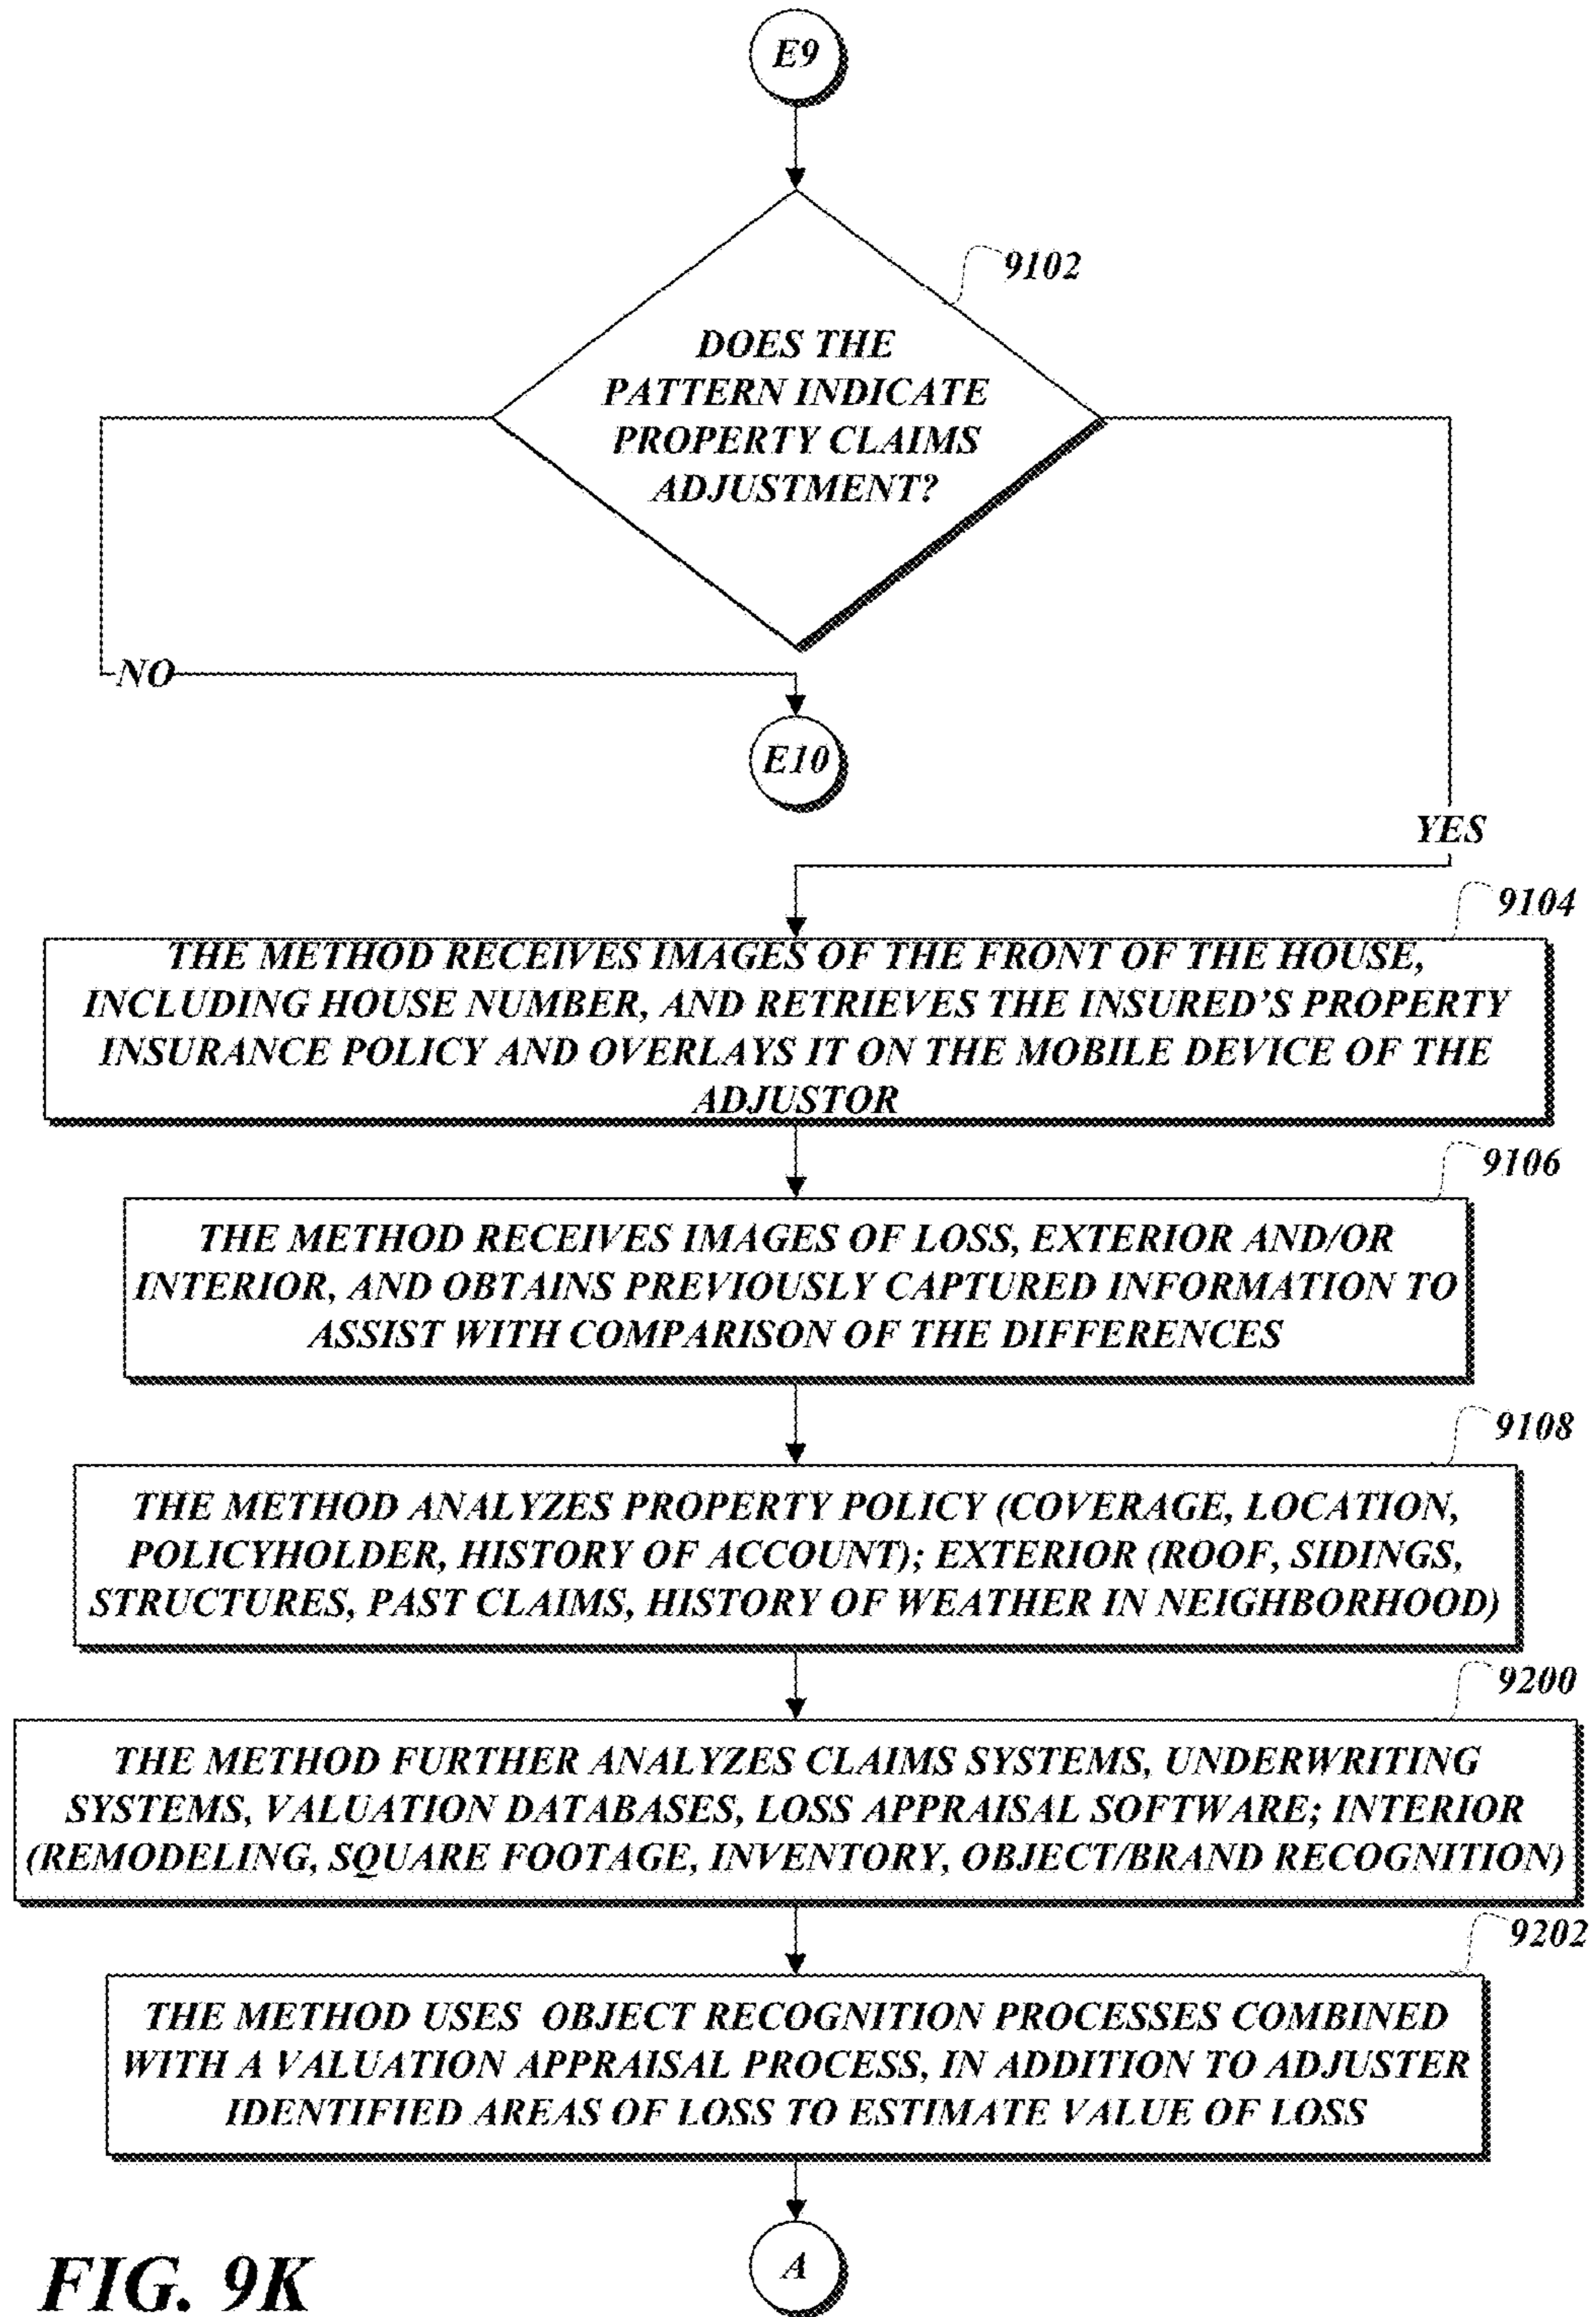 E9
9102
DOES THE
PATTERN INDICATE
PROPERTY CLAIMS
ADJUSTMENT?
NO
E10
YES
9104
THE METHOD RECEIVES IMAGES OF THE FRONT OF THE HOUSE,
INCLUDING HOUSE NUMBER, AND RETRIEVES THE INSURED'S PROPERTY
INSURANCE POLICY AND OVERLAYS IT ON THE MOBILE DEVICE OF THE
ADJUSTOR
9106
THE METHOD RECEIVES IMAGES OF LOSS, EXTERIOR AND/OR
INTERIOR, AND OBTAINS PREVIOUSLY CAPTURED INFORMATION TO
ASSIST WITH COMPARISON OF THE DIFFERENCES
9108
THE METHOD ANALYZES PROPERTY POLICY (COVERAGE, LOCATION,
POLICYHOLDER, HISTORY OF ACCOUNT); EXTERIOR (ROOF, SIDINGS,
STRUCTURES, PAST CLAIMS, HISTORY OF WEATHER IN NEIGHBORHOOD)
9200
THE METHOD FURTHER ANALYZES CLAIMS SYSTEMS, UNDERWRITING
SYSTEMS, VALUATION DATABASES, LOSS APPRAISAL SOFTWARE; INTERIOR
(REMODELING, SQUARE FOOTAGE, INVENTORY, OBJECT/BRAND RECOGNITION)
9202
THE METHOD USES OBJECT RECOGNITION PROCESSES COMBINED
WITH A VALUATION APPRAISAL PROCESS, IN ADDITION TO ADJUSTER
IDENTIFIED AREAS OF LOSS TO ESTIMATE VALUE OF LOSS
A
FIG. 9K